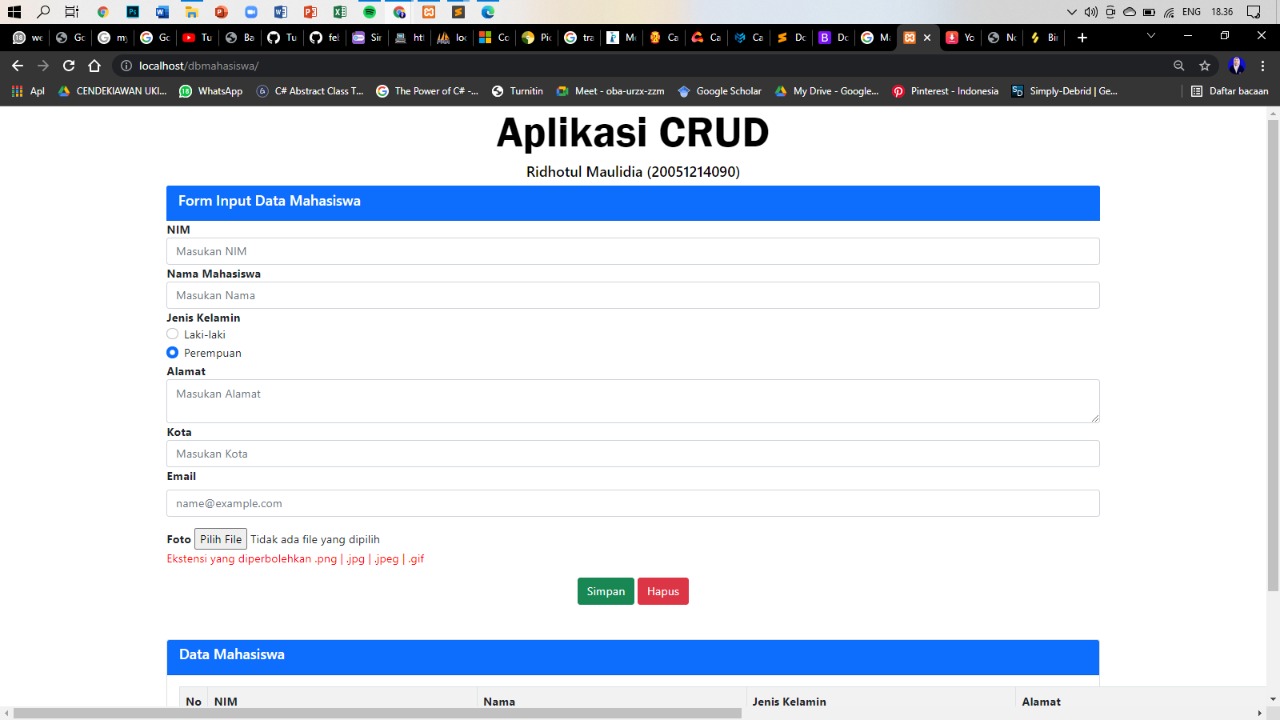 ENG 18.36
we Gc my Gc Tu Ba Tu fel Sir htt loc Cc Pic tra Mi Ca Ca Ca Dc Dc Mi Yc Nc Bir
localhost/dbmahasiswa/
Apl CENDEKIAWAN UKI... WhatsApp C# Abstract Class T... The Power of C# -... Turnitin Meet - oba-urzx-zzm Google Scholar My Drive - Google... Pinterest - Indonesia Simply-Debrid | Ge... Daftar bacaan
Aplikasi CRUD
Ridhotul Maulidia (20051214090)
Form Input Data Mahasiswa
NIM
Masukan NIM
Nama Mahasiswa
Masukan Nama
Jenis Kelamin
Laki-laki
Perempuan
Alamat
Masukan Alamat
Kota
Masukan Kota
Email
name@example.com
Foto Pilih File Tidak ada file yang dipilih
Ekstensi yang diperbolehkan .png | .jpg | .jpeg | .gif
Simpan Hapus
Data Mahasiswa
No NIM Nama Jenis Kelamin Alamat